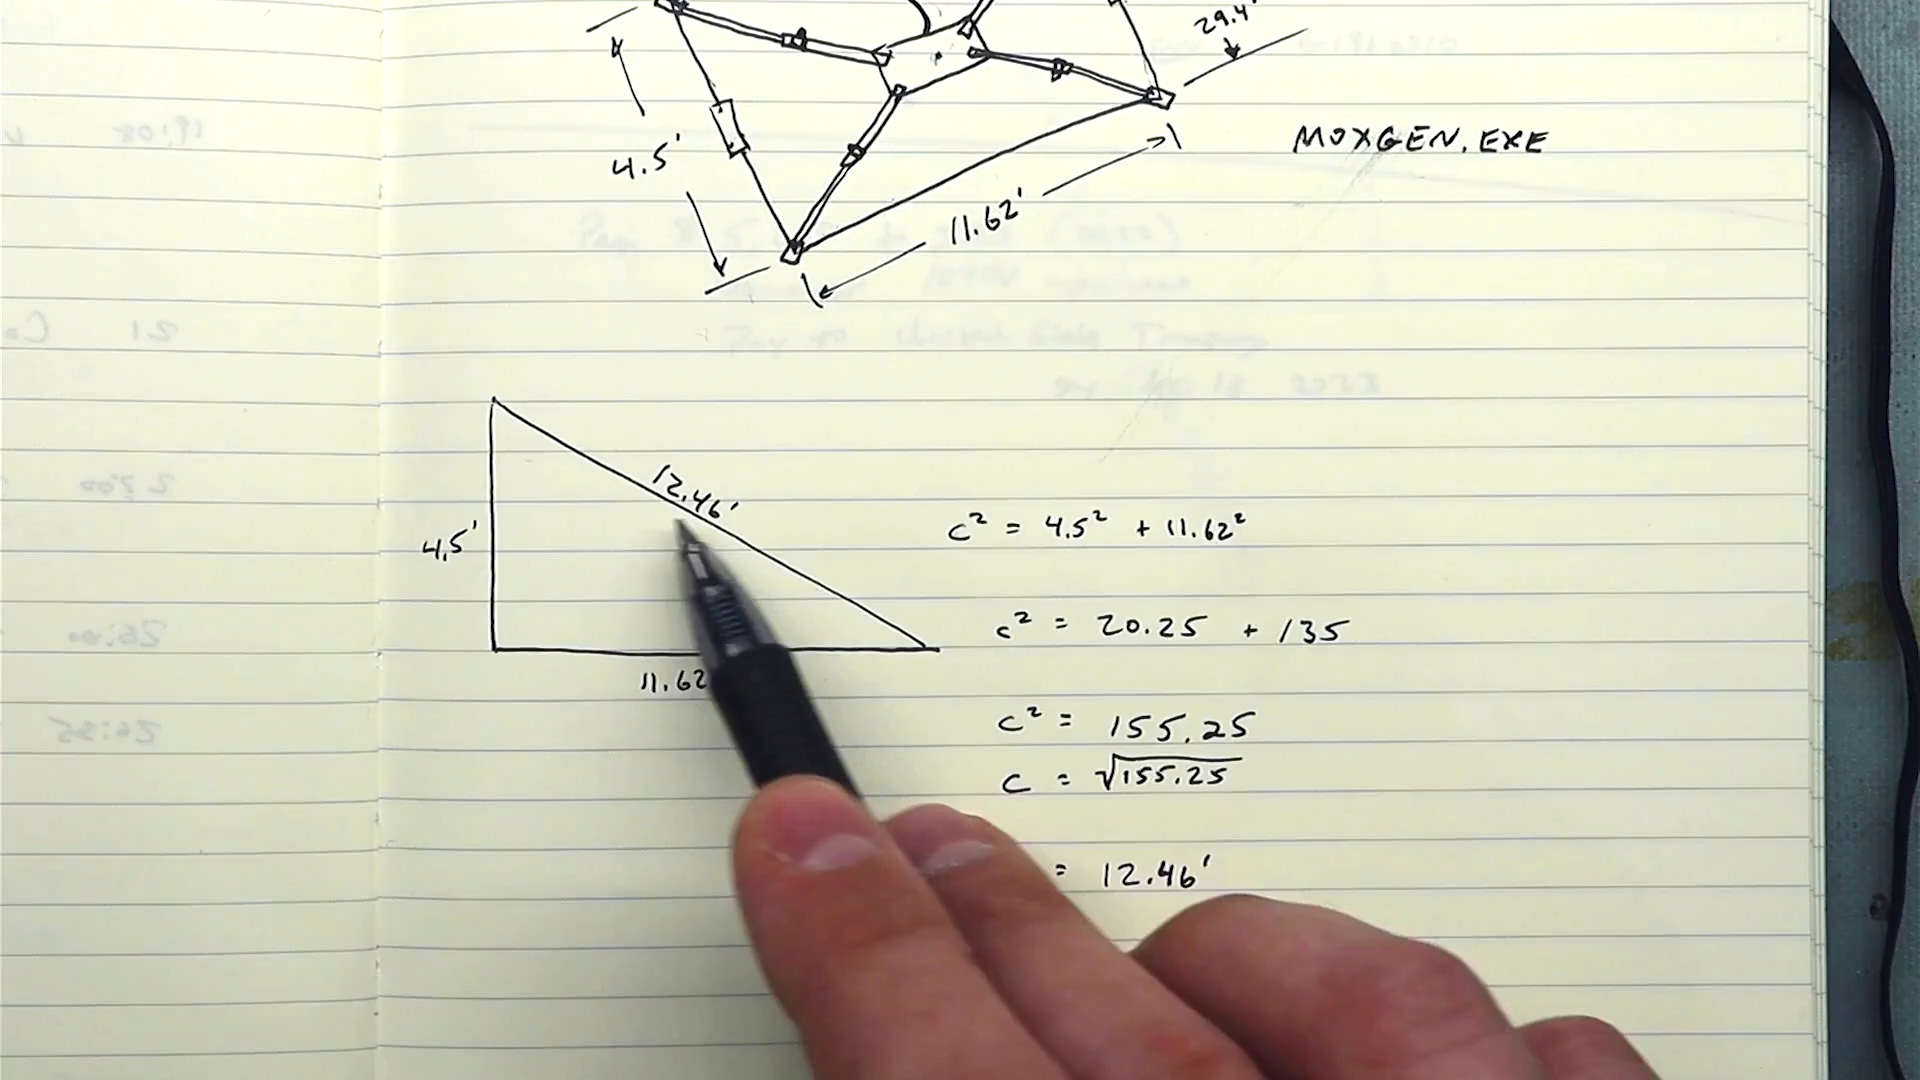 29.4'
MOXGEN.EXE
4.5'
11.62'
12.46'
4.5'
c² = 4.5² + 11.62²
c² = 20.25 + 135
11.62
c² = 155.25
c = √155.25
= 12.46'